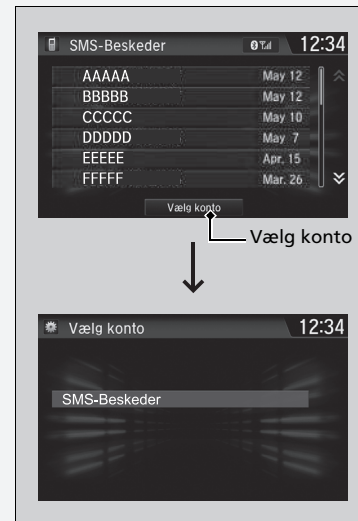 SMS-Beskeder 12:34
AAAAA May 12
BBBBB May 12
CCCCC May 10
DDDDD May 7
EEEEE Apr. 15
FFFFF Mar. 26
Vælg konto
Vælg konto
Vælg konto 12:34
SMS-Beskeder